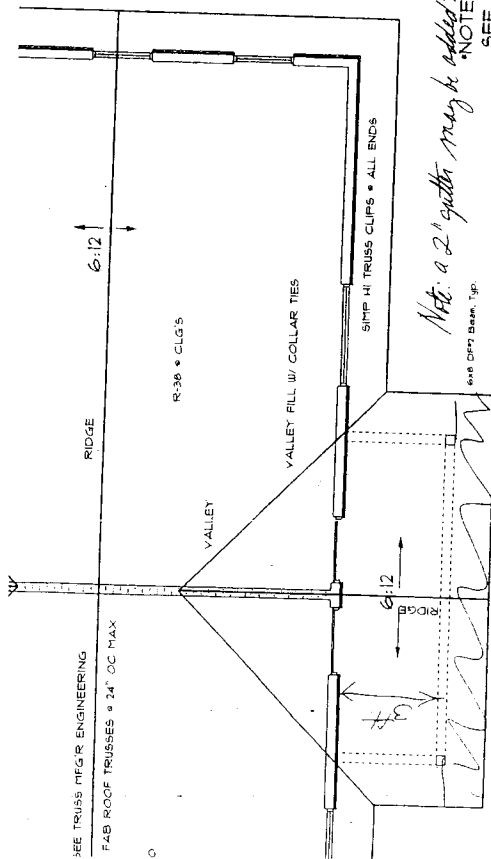 SEE TRUSS MFG'R ENGINEERING
FAB ROOF TRUSSES @ 24" OC MAX
RIDGE
6:12
R-38 @ CLG'S
VALLEY
VALLEY FILL W/ COLLAR TIES
SIMP H1 TRUSS CLIPS @ ALL ENDS
6:12
RIDGE
6x8 DF#2 Beam, Typ.
Note: a 2" gutter may be added
*NOTE
SEE